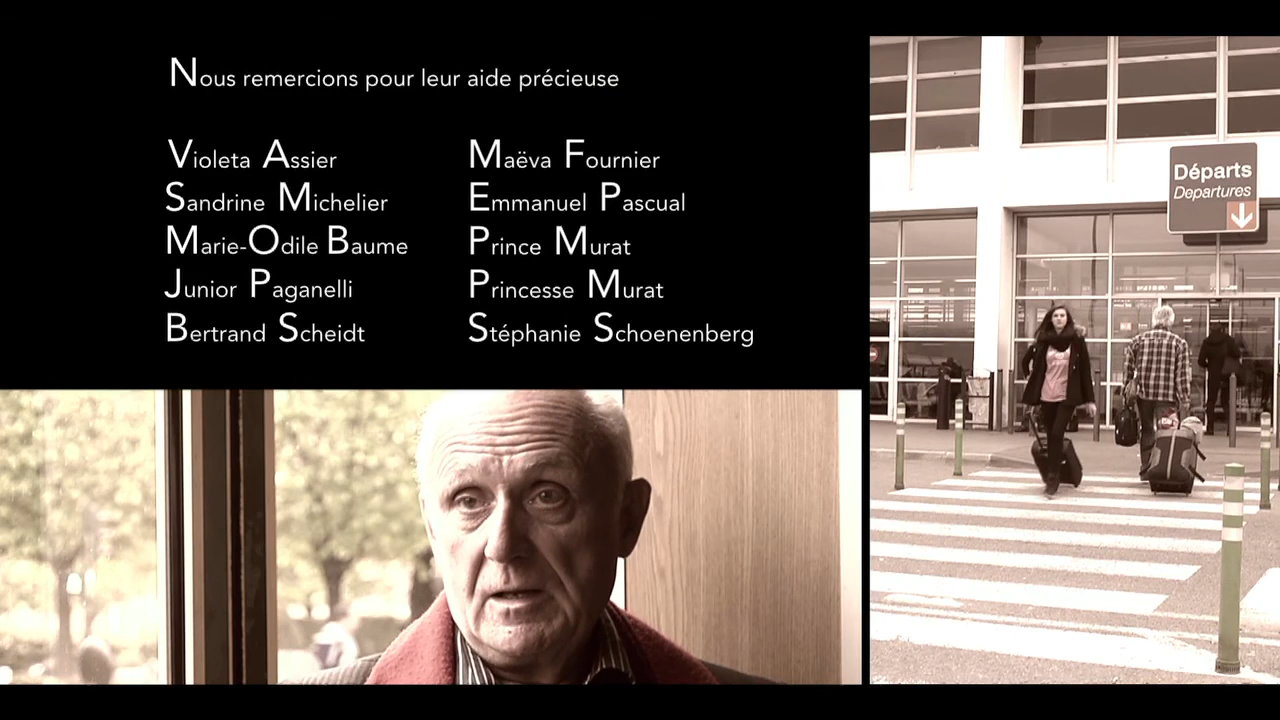 Nous remercions pour leur aide précieuse
Violeta Assier
Sandrine Michelier
Marie-Odile Baume
Junior Paganelli
Bertrand Scheidt
Maëva Fournier
Emmanuel Pascual
Prince Murat
Princesse Murat
Stéphanie Schoenenberg
Départs
Departures